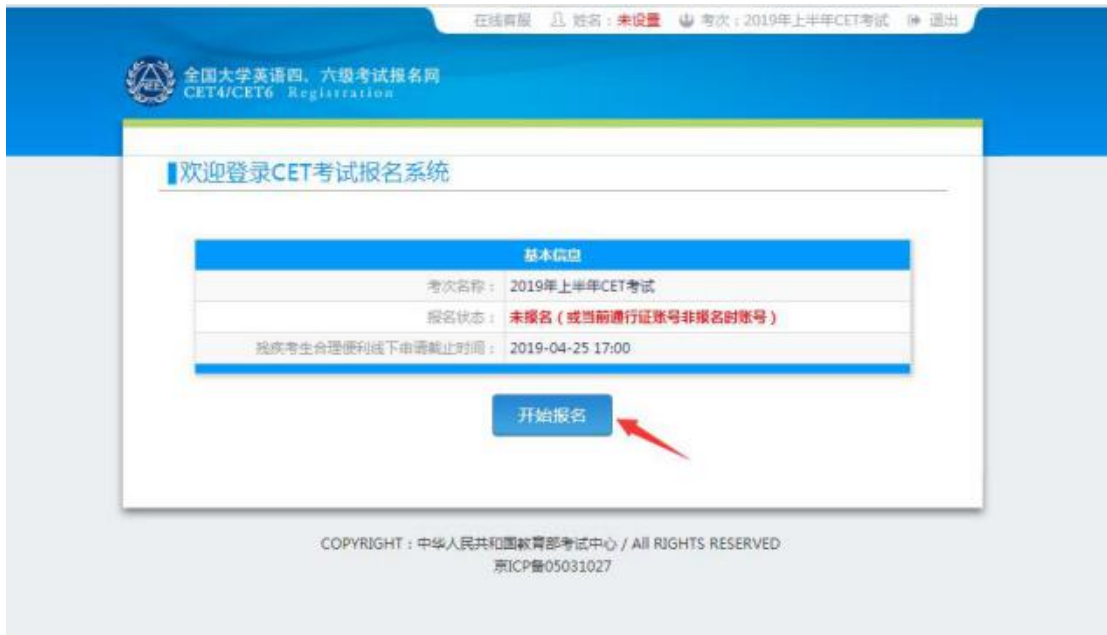 在线客服 姓名：未设置 考次：2019年上半年CET考试 退出
全国大学英语四、六级考试报名网
CET4/CET6 Registration
欢迎登录CET考试报名系统
基本信息
考次名称： 2019年上半年CET考试
报名状态： 未报名（或当前通行证账号非报名时账号）
残疾考生合理便利线下申请截止时间： 2019-04-25 17:00
开始报名
COPYRIGHT：中华人民共和国教育部考试中心 / All RIGHTS RESERVED
京ICP备05031027